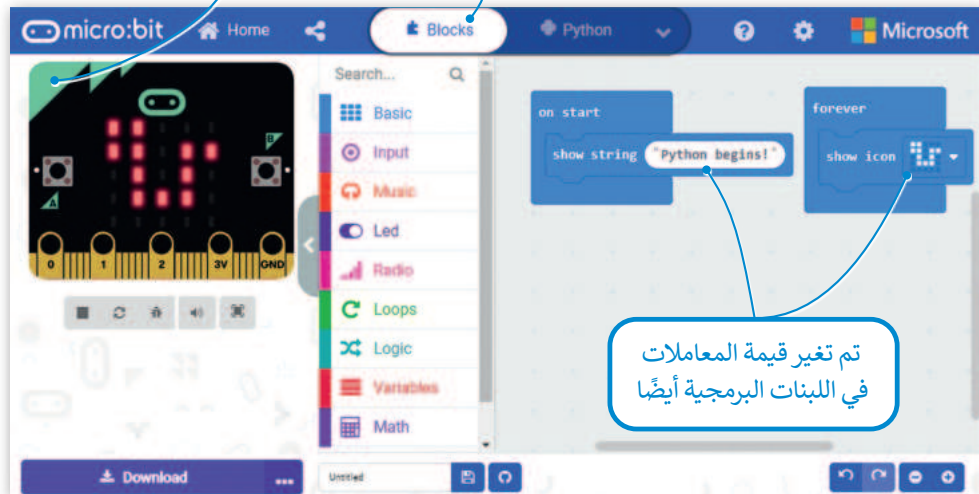 micro:bit
Home
Blocks
Python
Microsoft
Search...
Basic
Input
Music
Led
Radio
Loops
Logic
Variables
Math
on start
show string "Python begins!"
forever
show icon
A
B
0 1 2 3V GND
تم تغير قيمة المعاملات
في اللبنات البرمجية أيضًا
Download
Untitled